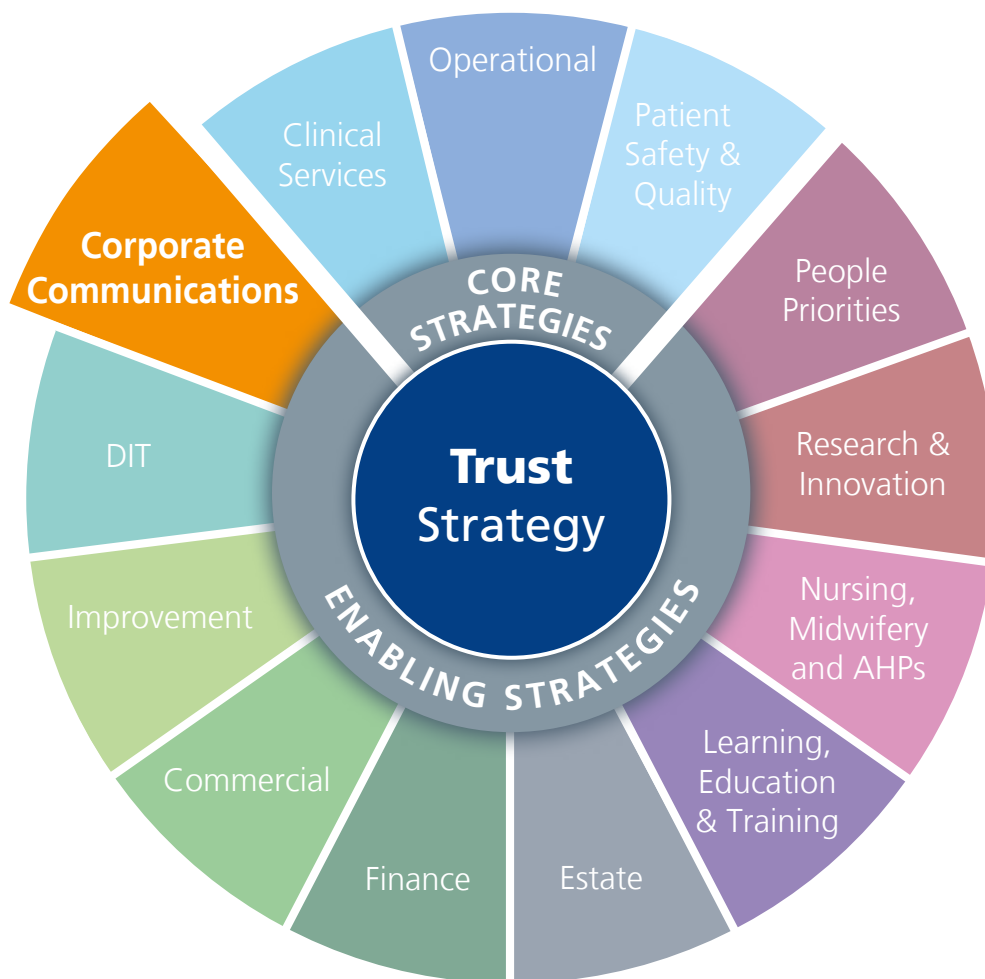 Operational
Patient
Safety &
Quality
People
Priorities
Research &
Innovation
Nursing,
Midwifery
and AHPs
Learning,
Education
& Training
Estate
Finance
Commercial
Improvement
DIT
Corporate
Communications
Clinical
Services
CORE
STRATEGIES
Trust
Strategy
ENABLING STRATEGIES